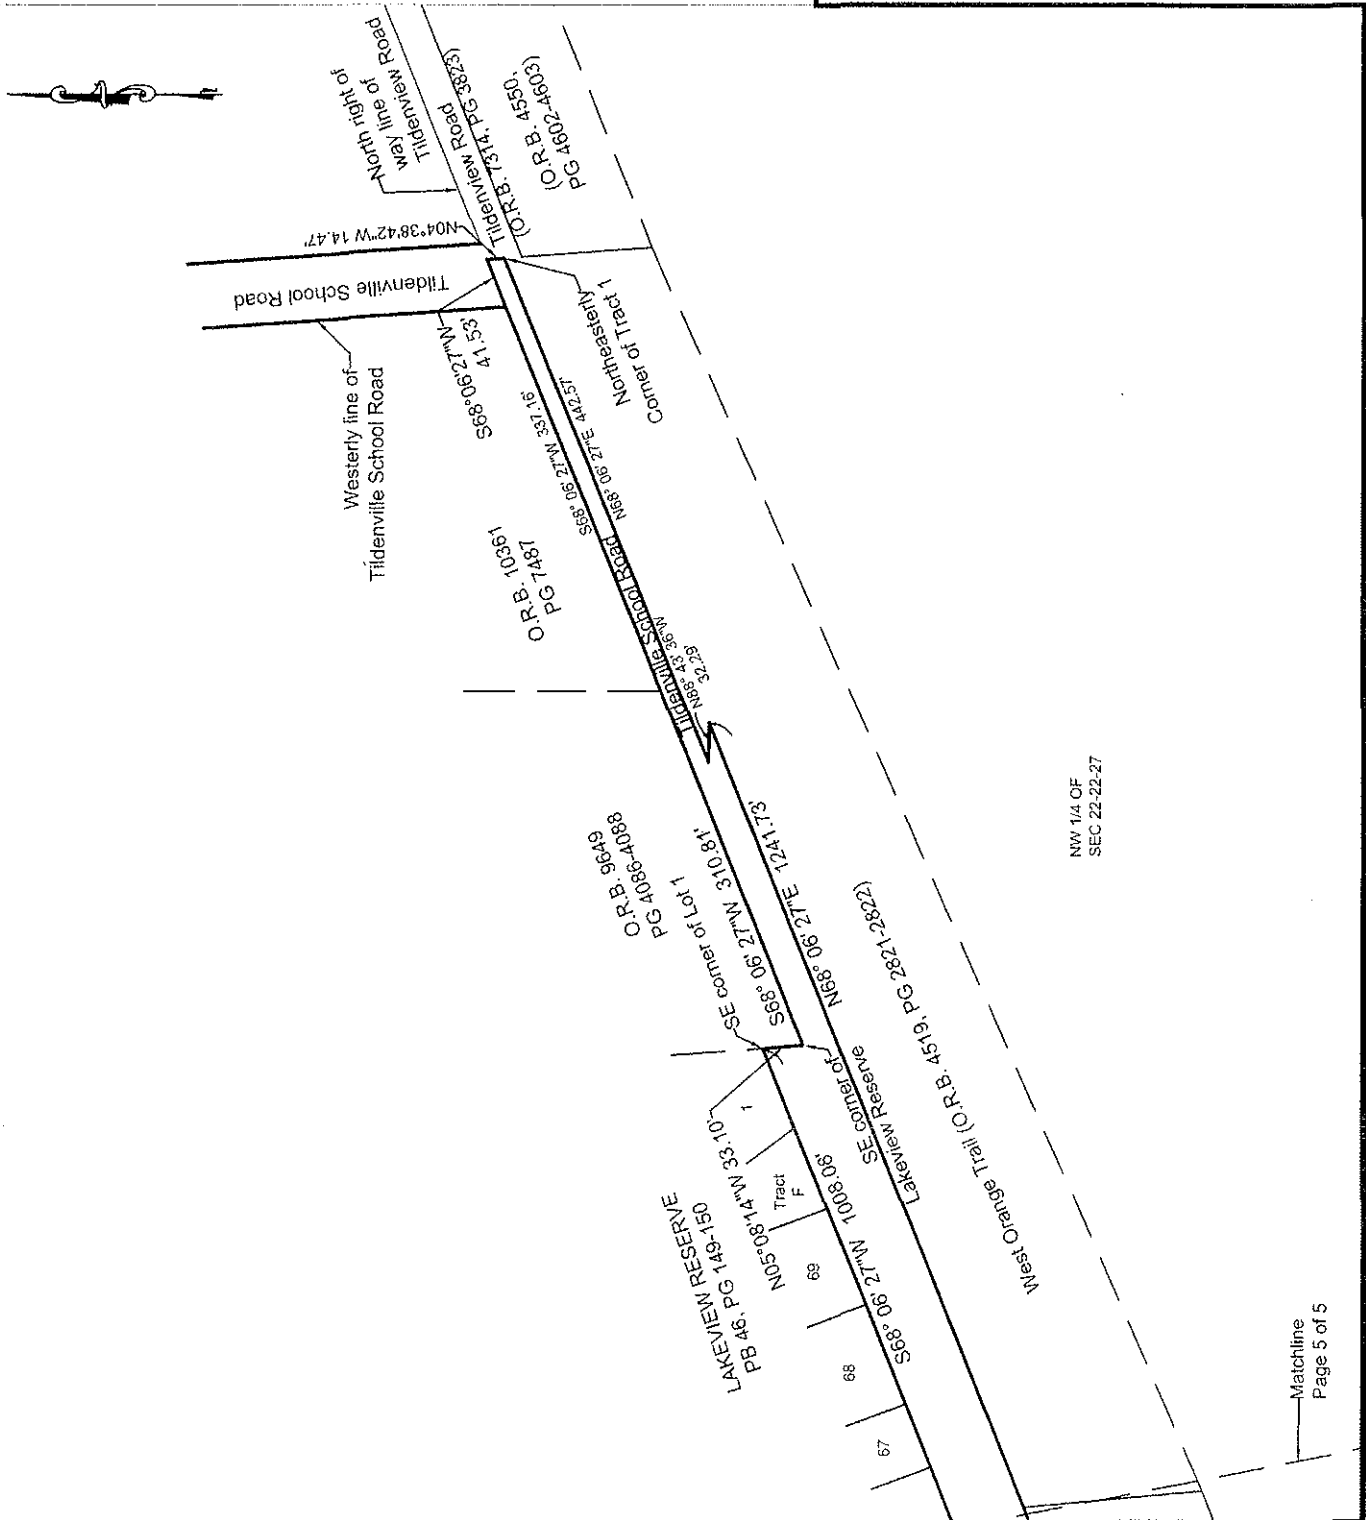 North right of
way line of
Tildenview Road
Tildenview Road
(O.R.B. 7314, PG 3823)
(O.R.B. 4550,
PG 4602-4603)
N04°38'42"W 14.47'
Tildenville School Road
Westerly line of
Tildenville School Road
S68°06'27"W
41.53'
Northeasterly
Corner of Tract 1
S68° 06' 27"W 337.16'
N68° 06' 27"E 442.57'
O.R.B. 10361
PG 7487
Tildenville School Road
N88° 43' 36"W
32.29'
O.R.B. 9649
PG 4086-4088
SE corner of Lot 1
S68° 06' 27"W 310.81'
N68° 06' 27"E 1241.73'
NW 1/4 OF
SEC 22-22-27
LAKEVIEW RESERVE
PB 46, PG 149-150
N05°08'14"W 33.10'
1
Tract
F
69
68
67
S68° 06' 27"W 1008.08'
SE corner of
Lakeview Reserve
West Orange Trail (O.R.B. 4519, PG 2821-2822)
Matchline
Page 5 of 5